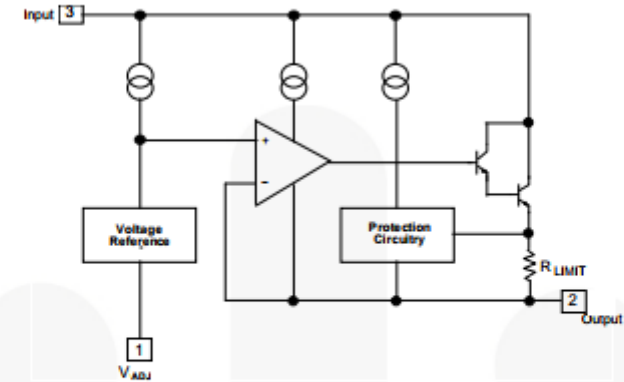 Input 3
+
−
Voltage
Reference
Protection
Circuitry
R LIMIT
2
Output
1
V ADJ